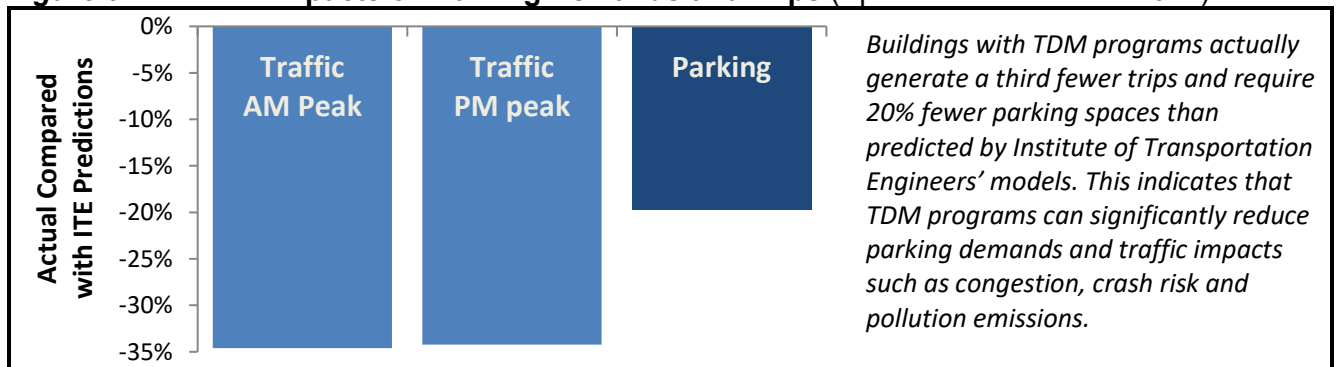 0%
-5%
-10%
-15%
-20%
-25%
-30%
-35%
Actual Compared
with ITE Predictions
Traffic
AM Peak
Traffic
PM peak
Parking
Buildings with TDM programs actually
generate a third fewer trips and require
20% fewer parking spaces than
predicted by Institute of Transportation
Engineers’ models. This indicates that
TDM programs can significantly reduce
parking demands and traffic impacts
such as congestion, crash risk and
pollution emissions.